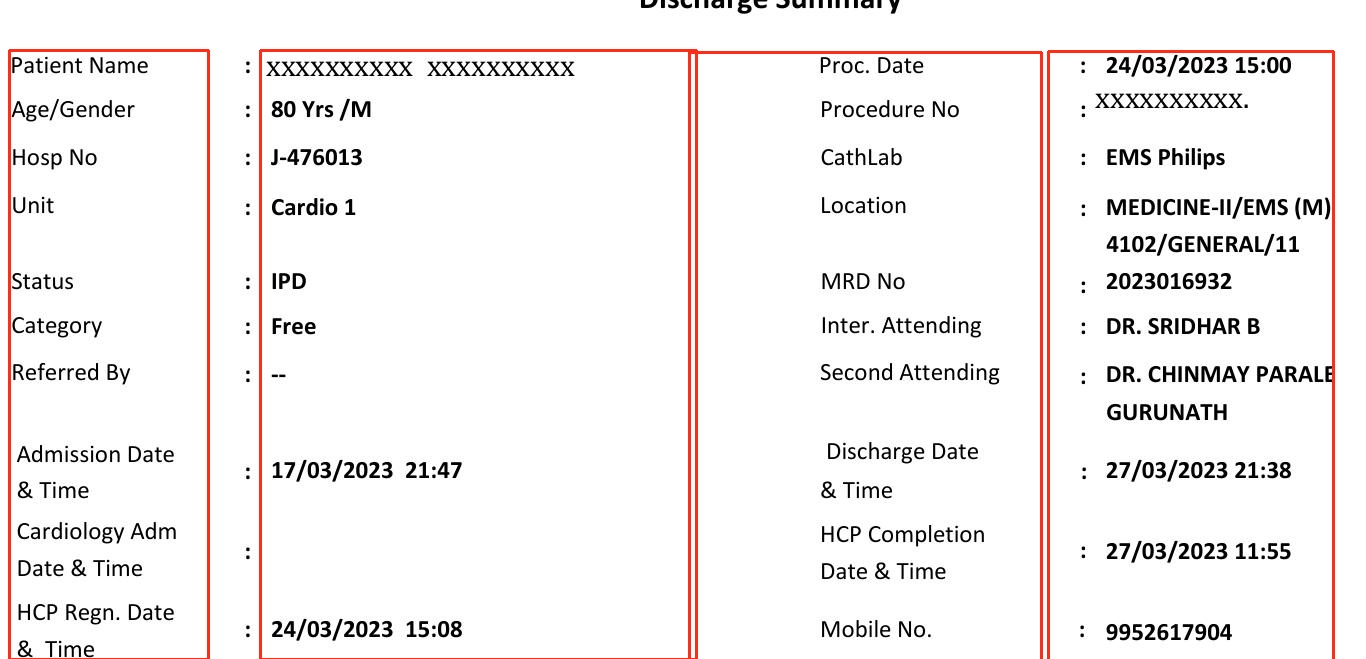 Discharge Summary
Patient Name : XXXXXXXXXX XXXXXXXXXX Proc. Date : 24/03/2023 15:00
Age/Gender : 80 Yrs /M Procedure No : XXXXXXXXXX.
Hosp No : J-476013 CathLab : EMS Philips
Unit : Cardio 1 Location : MEDICINE-II/EMS (M)
4102/GENERAL/11
Status : IPD MRD No : 2023016932
Category : Free Inter. Attending : DR. SRIDHAR B
Referred By : -- Second Attending : DR. CHINMAY PARALE
GURUNATH
Admission Date : 17/03/2023 21:47 Discharge Date : 27/03/2023 21:38
& Time & Time
Cardiology Adm : HCP Completion : 27/03/2023 11:55
Date & Time Date & Time
HCP Regn. Date : 24/03/2023 15:08 Mobile No. : 9952617904
& Time